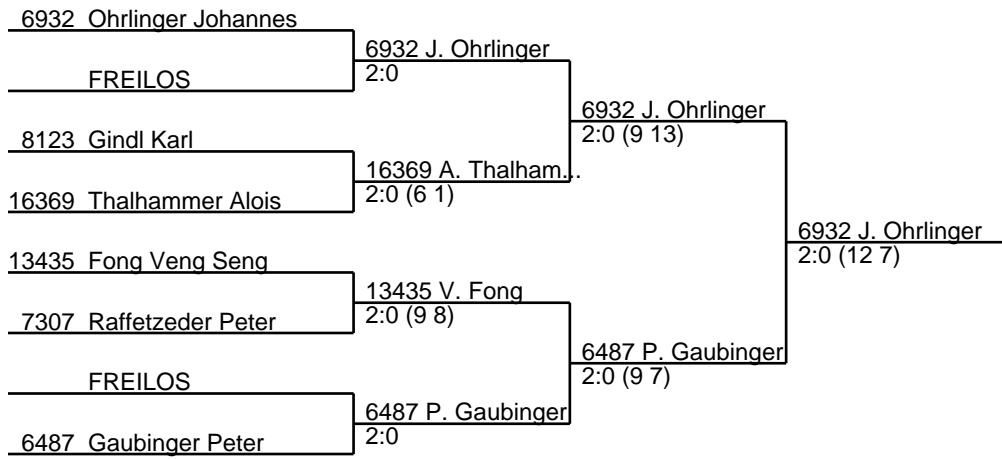 6932 Ohrlinger Johannes
6932 J. Ohrlinger
FREILOS
2:0
6932 J. Ohrlinger
8123 Gindl Karl
2:0 (9 13)
16369 A. Thalham...
16369 Thalhammer Alois
2:0 (6 1)
6932 J. Ohrlinger
13435 Fong Veng Seng
2:0 (12 7)
13435 V. Fong
7307 Raffetzeder Peter
2:0 (9 8)
6487 P. Gaubinger
FREILOS
2:0 (9 7)
6487 P. Gaubinger
6487 Gaubinger Peter
2:0